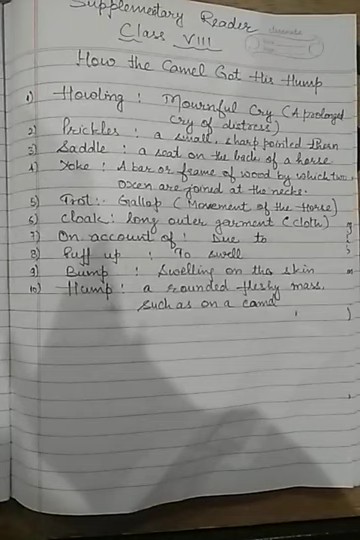 Supplementary Reader
Class VIII
How the Camel Got His Hump
1) Howling : Mournful Cry (A prolonged
cry of distress)
2) Prickles : a small, sharp pointed thorn
3) Saddle : a seat on the back of a horse
4) Yoke : A bar or frame of wood by which two
oxen are joined at the necke.
5) Trot :- Gallap (Movement of the Horse)
6) Cloak : long outer garment (cloth)
7) On account of : Due to
8) Puff up : To swell
9) Bump : Swelling on the skin
10) Hump : a rounded fleshy mass,
such as on a camel